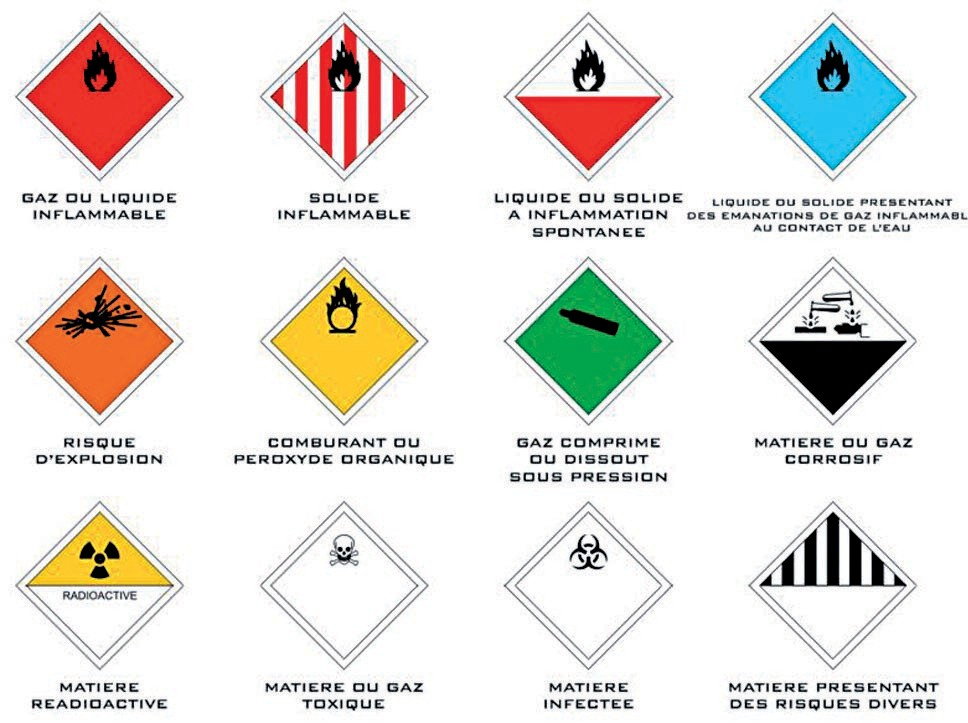 GAZ OU LIQUIDE
INFLAMMABLE
SOLIDE
INFLAMMABLE
LIQUIDE OU SOLIDE
A INFLAMMATION
SPONTANEE
LIQUIDE OU SOLIDE PRESENTANT
DES EMANATIONS DE GAZ INFLAMMABL
AU CONTACT DE L'EAU
RISQUE
D'EXPLOSION
COMBURANT OU
PEROXYDE ORGANIQUE
GAZ COMPRIME
OU DISSOUT
SOUS PRESSION
MATIERE OU GAZ
CORROSIF
RADIOACTIVE
MATIERE
READIOACTIVE
MATIERE OU GAZ
TOXIQUE
MATIERE
INFECTEE
MATIERE PRESENTANT
DES RISQUES DIVERS